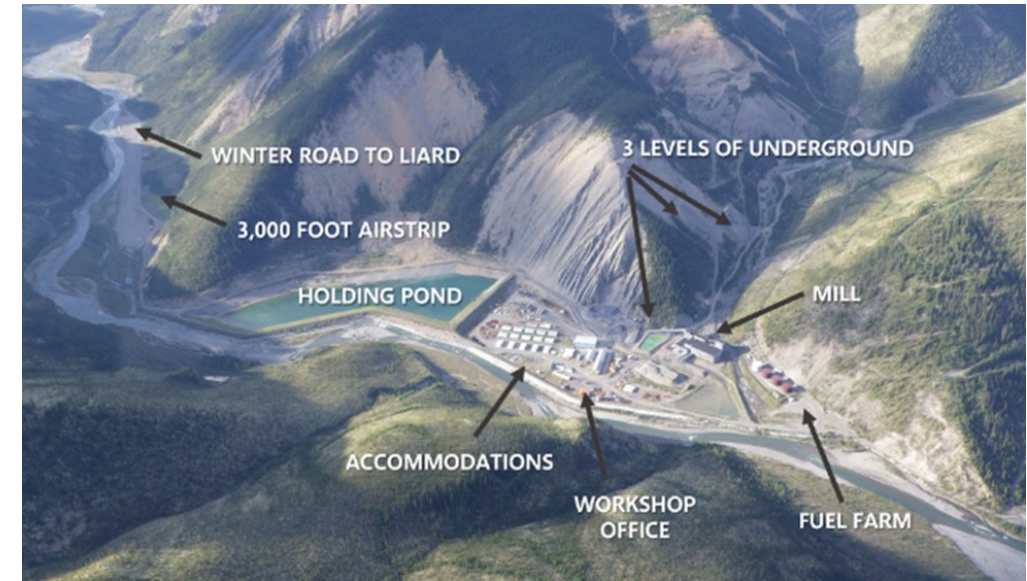 3 LEVELS OF UNDERGROUND
WINTER ROAD TO LIARD
3,000 FOOT AIRSTRIP
HOLDING POND
MILL
ACCOMMODATIONS
WORKSHOP
OFFICE
FUEL FARM